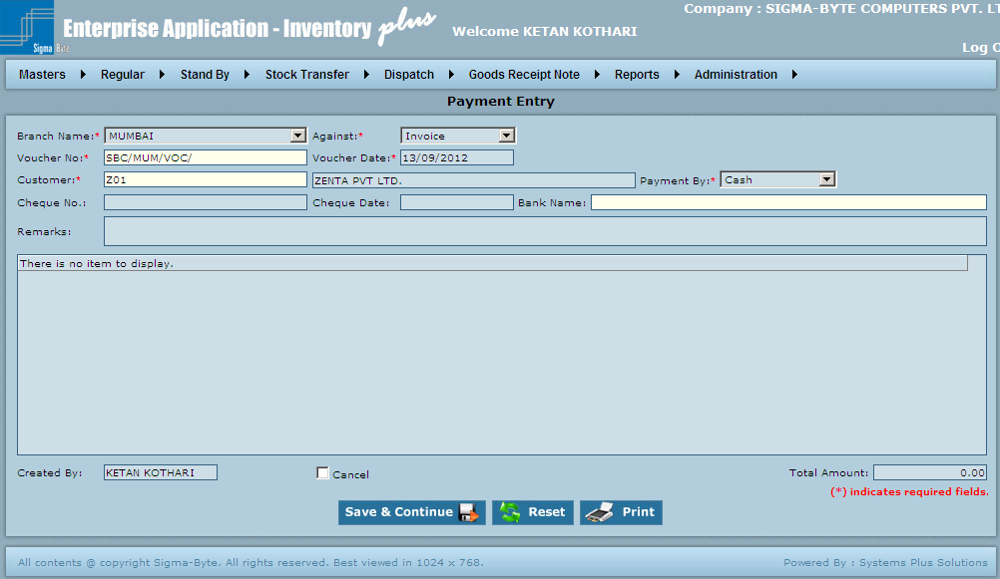 Company : SIGMA-BYTE COMPUTERS PVT.
Sigma Byte
Enterprise Application - Inventory plus
Welcome KETAN KOTHARI
Log
Masters Regular Stand By Stock Transfer Dispatch Goods Receipt Note Reports Administration
Payment Entry
Branch Name:* MUMBAI Against:* Invoice
Voucher No:* SBC/MUM/VOC/ Voucher Date:* 13/09/2012
Customer:* Z01 ZENTA PVT LTD. Payment By:* Cash
Cheque No.: Cheque Date: Bank Name:
Remarks:
There is no item to display.
Created By: KETAN KOTHARI Cancel Total Amount: 0.00
(*) indicates required fields.
Save & Continue Reset Print
All contents @ copyright Sigma-Byte. All rights reserved. Best viewed in 1024 x 768. Powered By : Systems Plus Solutions